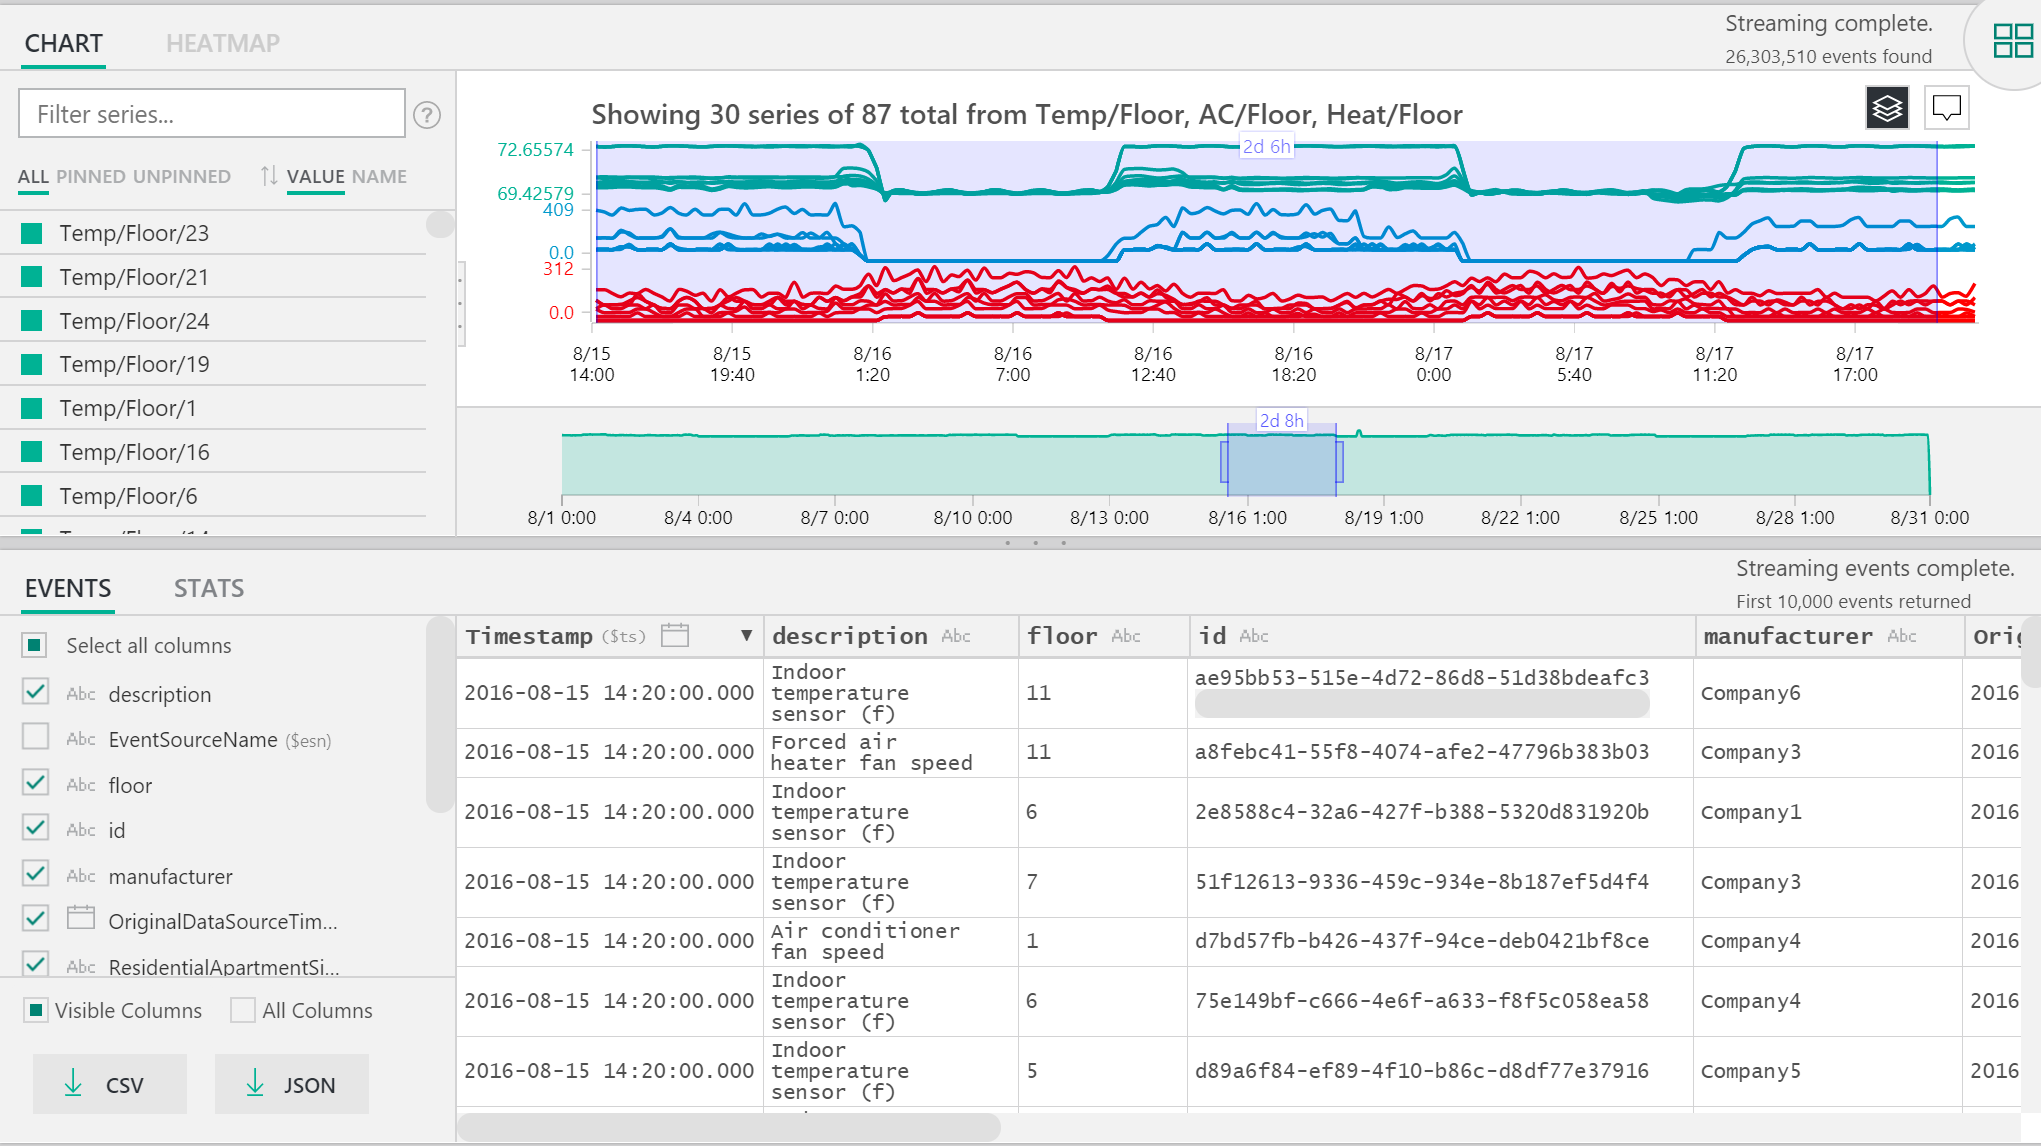 CHART HEATMAP
Streaming complete.
26,303,510 events found
Filter series...
?
ALL PINNED UNPINNED VALUE NAME
Temp/Floor/23
Temp/Floor/21
Temp/Floor/24
Temp/Floor/19
Temp/Floor/1
Temp/Floor/16
Temp/Floor/6
Showing 30 series of 87 total from Temp/Floor, AC/Floor, Heat/Floor
2d 6h
72.65574
69.42579
409
0.0
312
0.0
8/15 8/15 8/16 8/16 8/16 8/16 8/17 8/17 8/17 8/17
14:00 19:40 1:20 7:00 12:40 18:20 0:00 5:40 11:20 17:00
2d 8h
8/1 0:00 8/4 0:00 8/7 0:00 8/10 0:00 8/13 0:00 8/16 1:00 8/19 1:00 8/22 1:00 8/25 1:00 8/28 1:00 8/31 0:00
EVENTS STATS
Streaming events complete.
First 10,000 events returned
Select all columns
Abc description
Abc EventSourceName ($esn)
Abc floor
Abc id
Abc manufacturer
OriginalDataSourceTim...
Abc ResidentialApartmentSi...
Visible Columns All Columns
CSV JSON
Timestamp ($ts) description Abc floor Abc id Abc manufacturer Abc Orig
Indoor
temperature
sensor (f)
2016-08-15 14:20:00.000 11 ae95bb53-515e-4d72-86d8-51d38bdeafc3 Company6 2016
Forced air
heater fan speed
2016-08-15 14:20:00.000 11 a8febc41-55f8-4074-afe2-47796b383b03 Company3 2016
Indoor
temperature
sensor (f)
2016-08-15 14:20:00.000 6 2e8588c4-32a6-427f-b388-5320d831920b Company1 2016
Indoor
temperature
sensor (f)
2016-08-15 14:20:00.000 7 51f12613-9336-459c-934e-8b187ef5d4f4 Company3 2016
Air conditioner
fan speed
2016-08-15 14:20:00.000 1 d7bd57fb-b426-437f-94ce-deb0421bf8ce Company4 2016
Indoor
temperature
sensor (f)
2016-08-15 14:20:00.000 6 75e149bf-c666-4e6f-a633-f8f5c058ea58 Company4 2016
Indoor
temperature
sensor (f)
2016-08-15 14:20:00.000 5 d89a6f84-ef89-4f10-b86c-d8df77e37916 Company5 2016